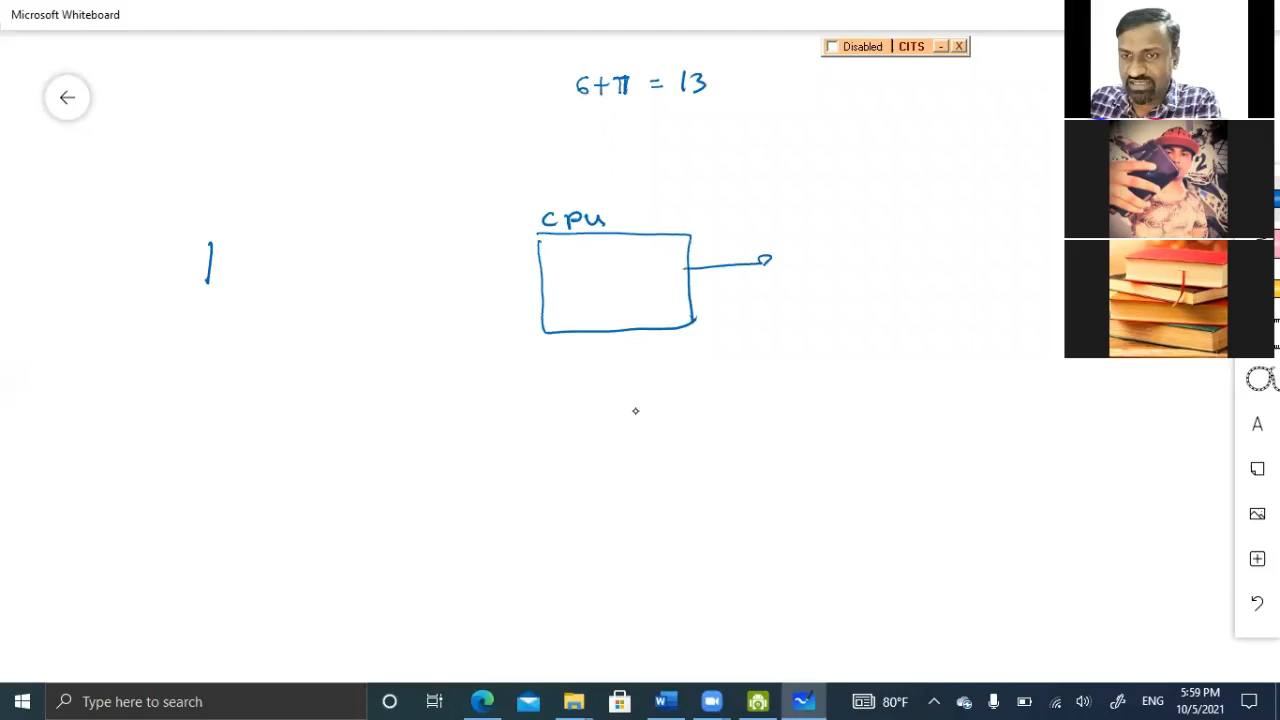 Microsoft Whiteboard
Disabled | CITS - X
6+7 = 13
cpu
A
Type here to search
80°F
ENG
5:59 PM
10/5/2021